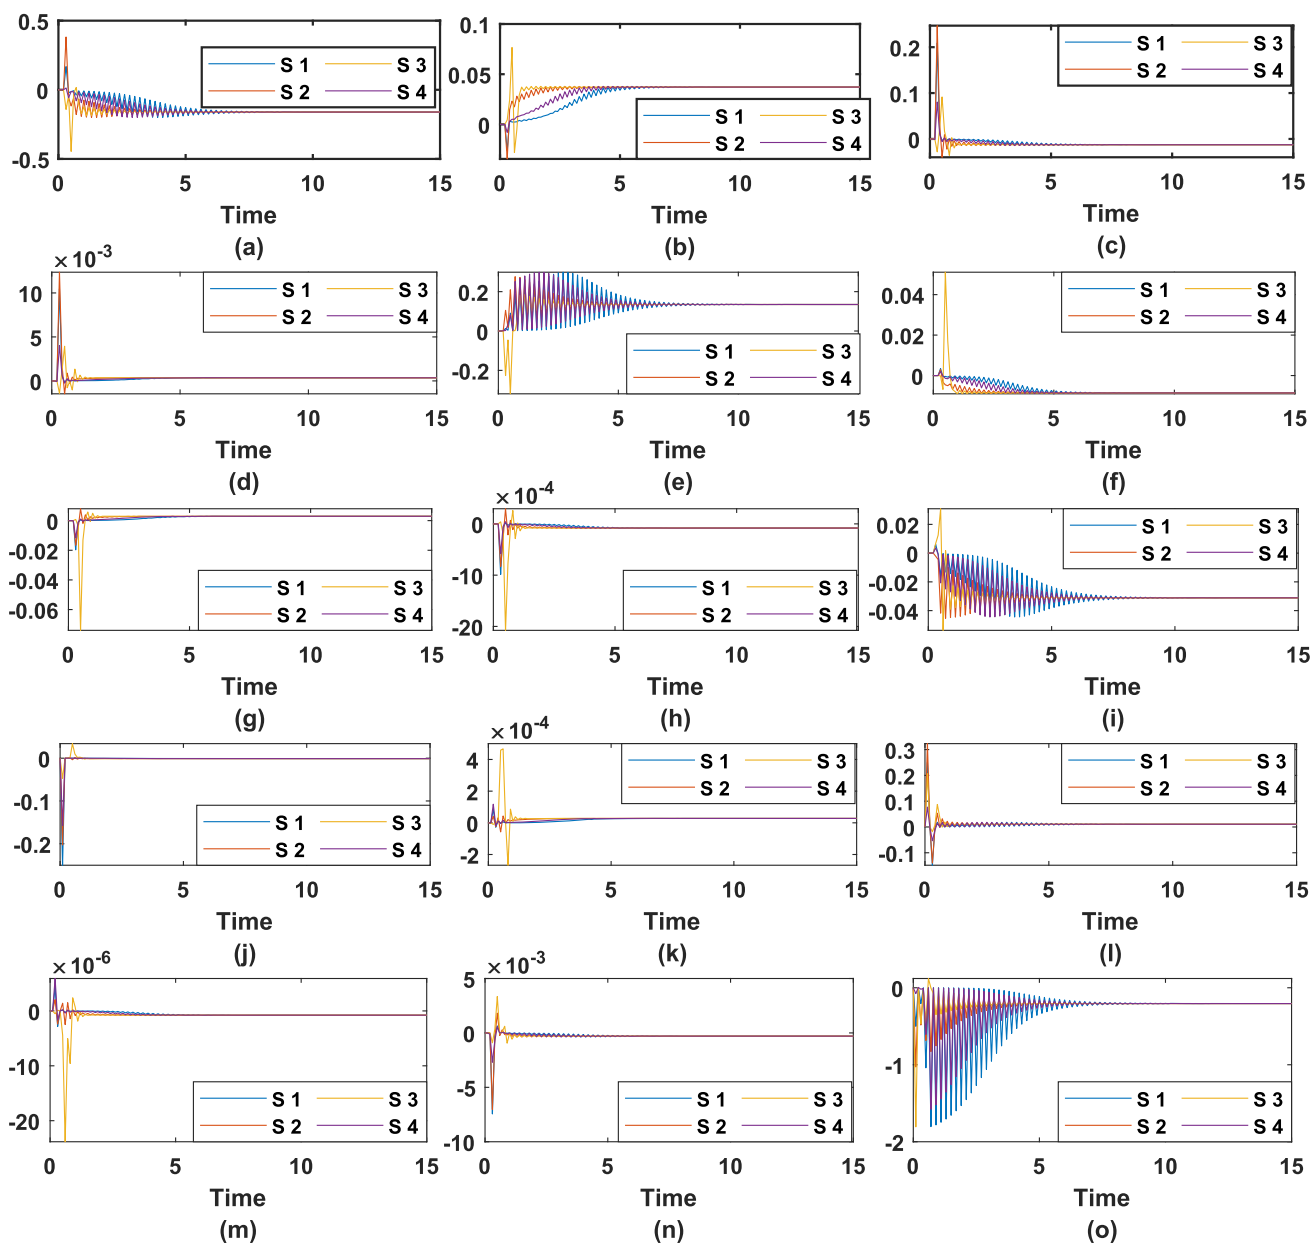 0.5
0
-0.5
S 1 S 3
S 2 S 4
0 5 10 15
Time
(a)
0.1
0.05
0
S 1 S 3
S 2 S 4
0 5 10 15
Time
(b)
0.2
0.1
0
S 1 S 3
S 2 S 4
0 5 10 15
Time
(c)
×10-3
10
5
0
S 1 S 3
S 2 S 4
0 5 10 15
Time
(d)
0.2
0
-0.2
S 1 S 3
S 2 S 4
0 5 10 15
Time
(e)
0.04
0.02
0
S 1 S 3
S 2 S 4
0 5 10 15
Time
(f)
0
-0.02
-0.04
-0.06
S 1 S 3
S 2 S 4
0 5 10 15
Time
(g)
×10-4
0
-10
-20
S 1 S 3
S 2 S 4
0 5 10 15
Time
(h)
0.02
0
-0.02
-0.04
S 1 S 3
S 2 S 4
0 5 10 15
Time
(i)
0
-0.1
-0.2
S 1 S 3
S 2 S 4
0 5 10 15
Time
(j)
×10-4
4
2
0
-2
S 1 S 3
S 2 S 4
0 5 10 15
Time
(k)
0.3
0.2
0.1
0
-0.1
S 1 S 3
S 2 S 4
0 5 10 15
Time
(l)
×10-6
0
-10
-20
S 1 S 3
S 2 S 4
0 5 10 15
Time
(m)
×10-3
5
0
-5
-10
S 1 S 3
S 2 S 4
0 5 10 15
Time
(n)
0
-1
-2
S 1 S 3
S 2 S 4
0 5 10 15
Time
(o)